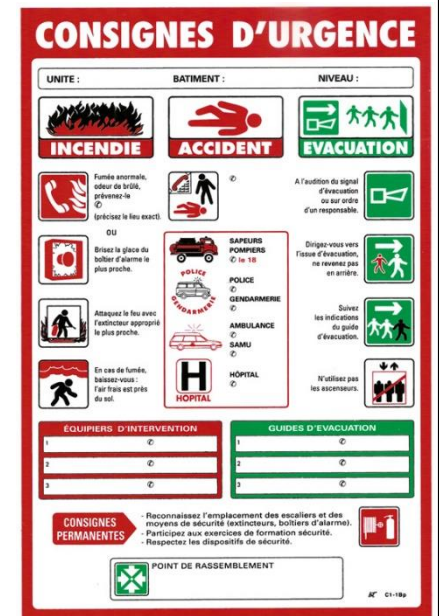 CONSIGNES D'URGENCE
UNITE :
BATIMENT :
NIVEAU :
INCENDIE
ACCIDENT
EVACUATION
Fumée anormale,
odeur de brûlé,
prévenez-le
✆
(précisez le lieu exact).
OU
Brisez la glace du
boîtier d'alarme le
plus proche.
Attaquez le feu avec
l'extincteur approprié
le plus proche.
En cas de fumée,
baissez-vous :
l'air frais est près
du sol.
✆
SAPEURS
POMPIERS
✆ le 18
POLICE
GENDARMERIE
POLICE
✆
GENDARMERIE
✆
AMBULANCE
✆
SAMU
✆
H
HOPITAL
HÔPITAL
✆
A l'audition du signal
d'évacuation
ou sur ordre
d'un responsable.
Dirigez-vous vers
l'issue d'évacuation,
ne revenez pas
en arrière.
Suivez
les indications
du guide
d'évacuation.
N'utilisez pas
les ascenseurs.
ÉQUIPIERS D'INTERVENTION
1 ✆
2 ✆
3 ✆
GUIDES D'EVACUATION
1 ✆
2 ✆
3 ✆
CONSIGNES
PERMANENTES
- Reconnaissez l'emplacement des escaliers et des
moyens de sécurité (extincteurs, boîtiers d'alarme).
- Participez aux exercices de formation sécurité.
- Respectez les dispositifs de sécurité.
POINT DE RASSEMBLEMENT
C1-1Bp